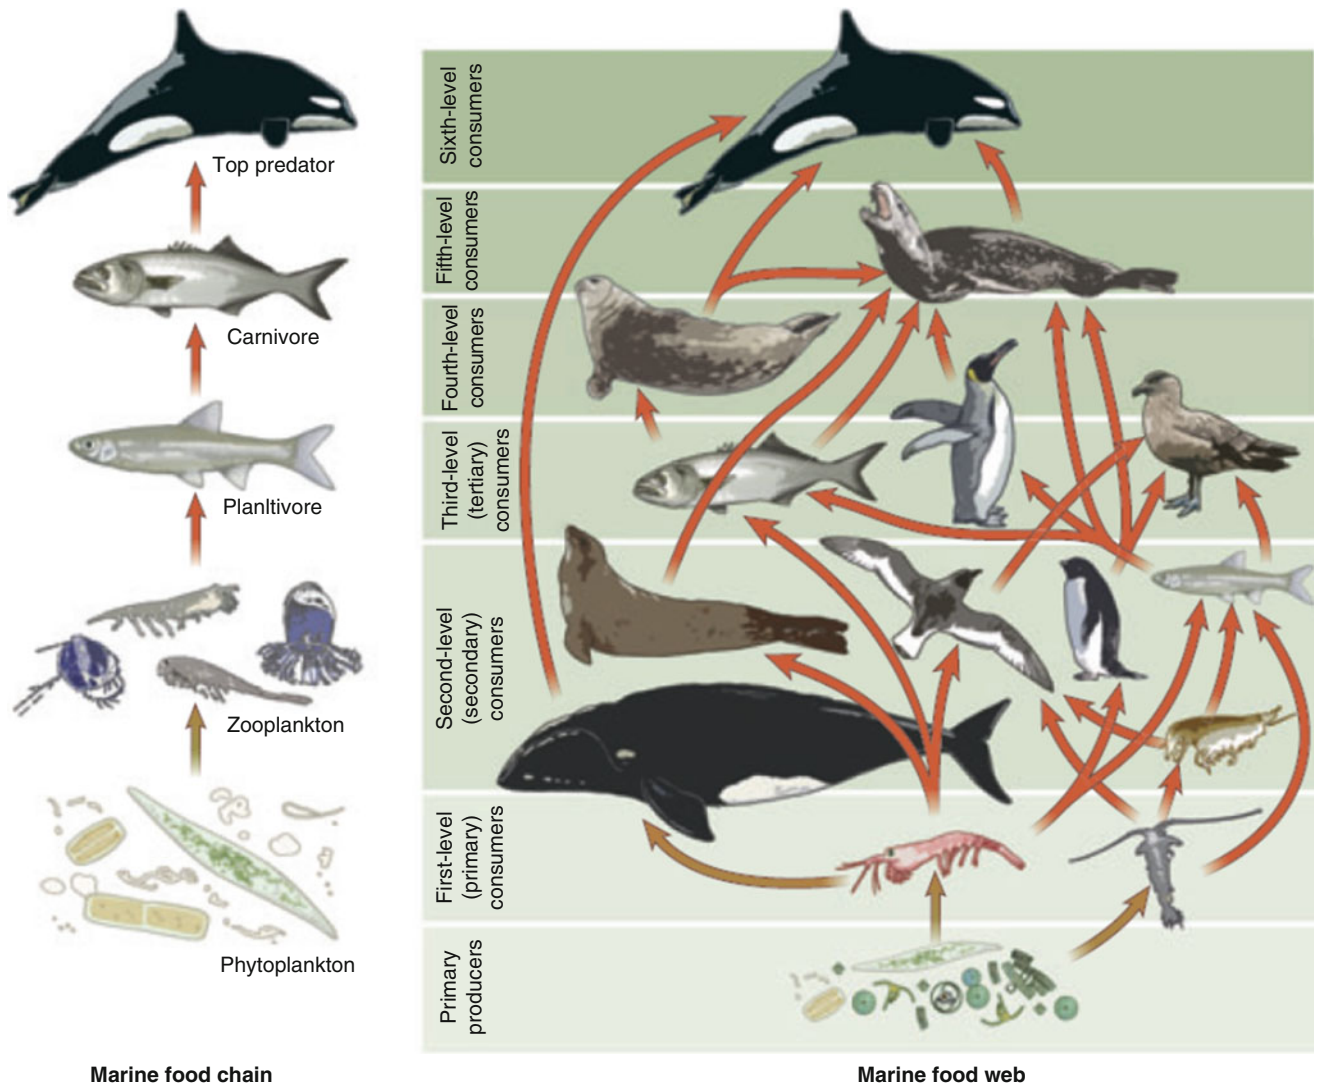 Top predator
Carnivore
Planltivore
Zooplankton
Phytoplankton
Marine food chain
Sixth-level
consumers
Fifth-level
consumers
Fourth-level
consumers
Third-level
(tertiary)
consumers
Second-level
(secondary)
consumers
First-level
(primary)
consumers
Primary
producers
Marine food web